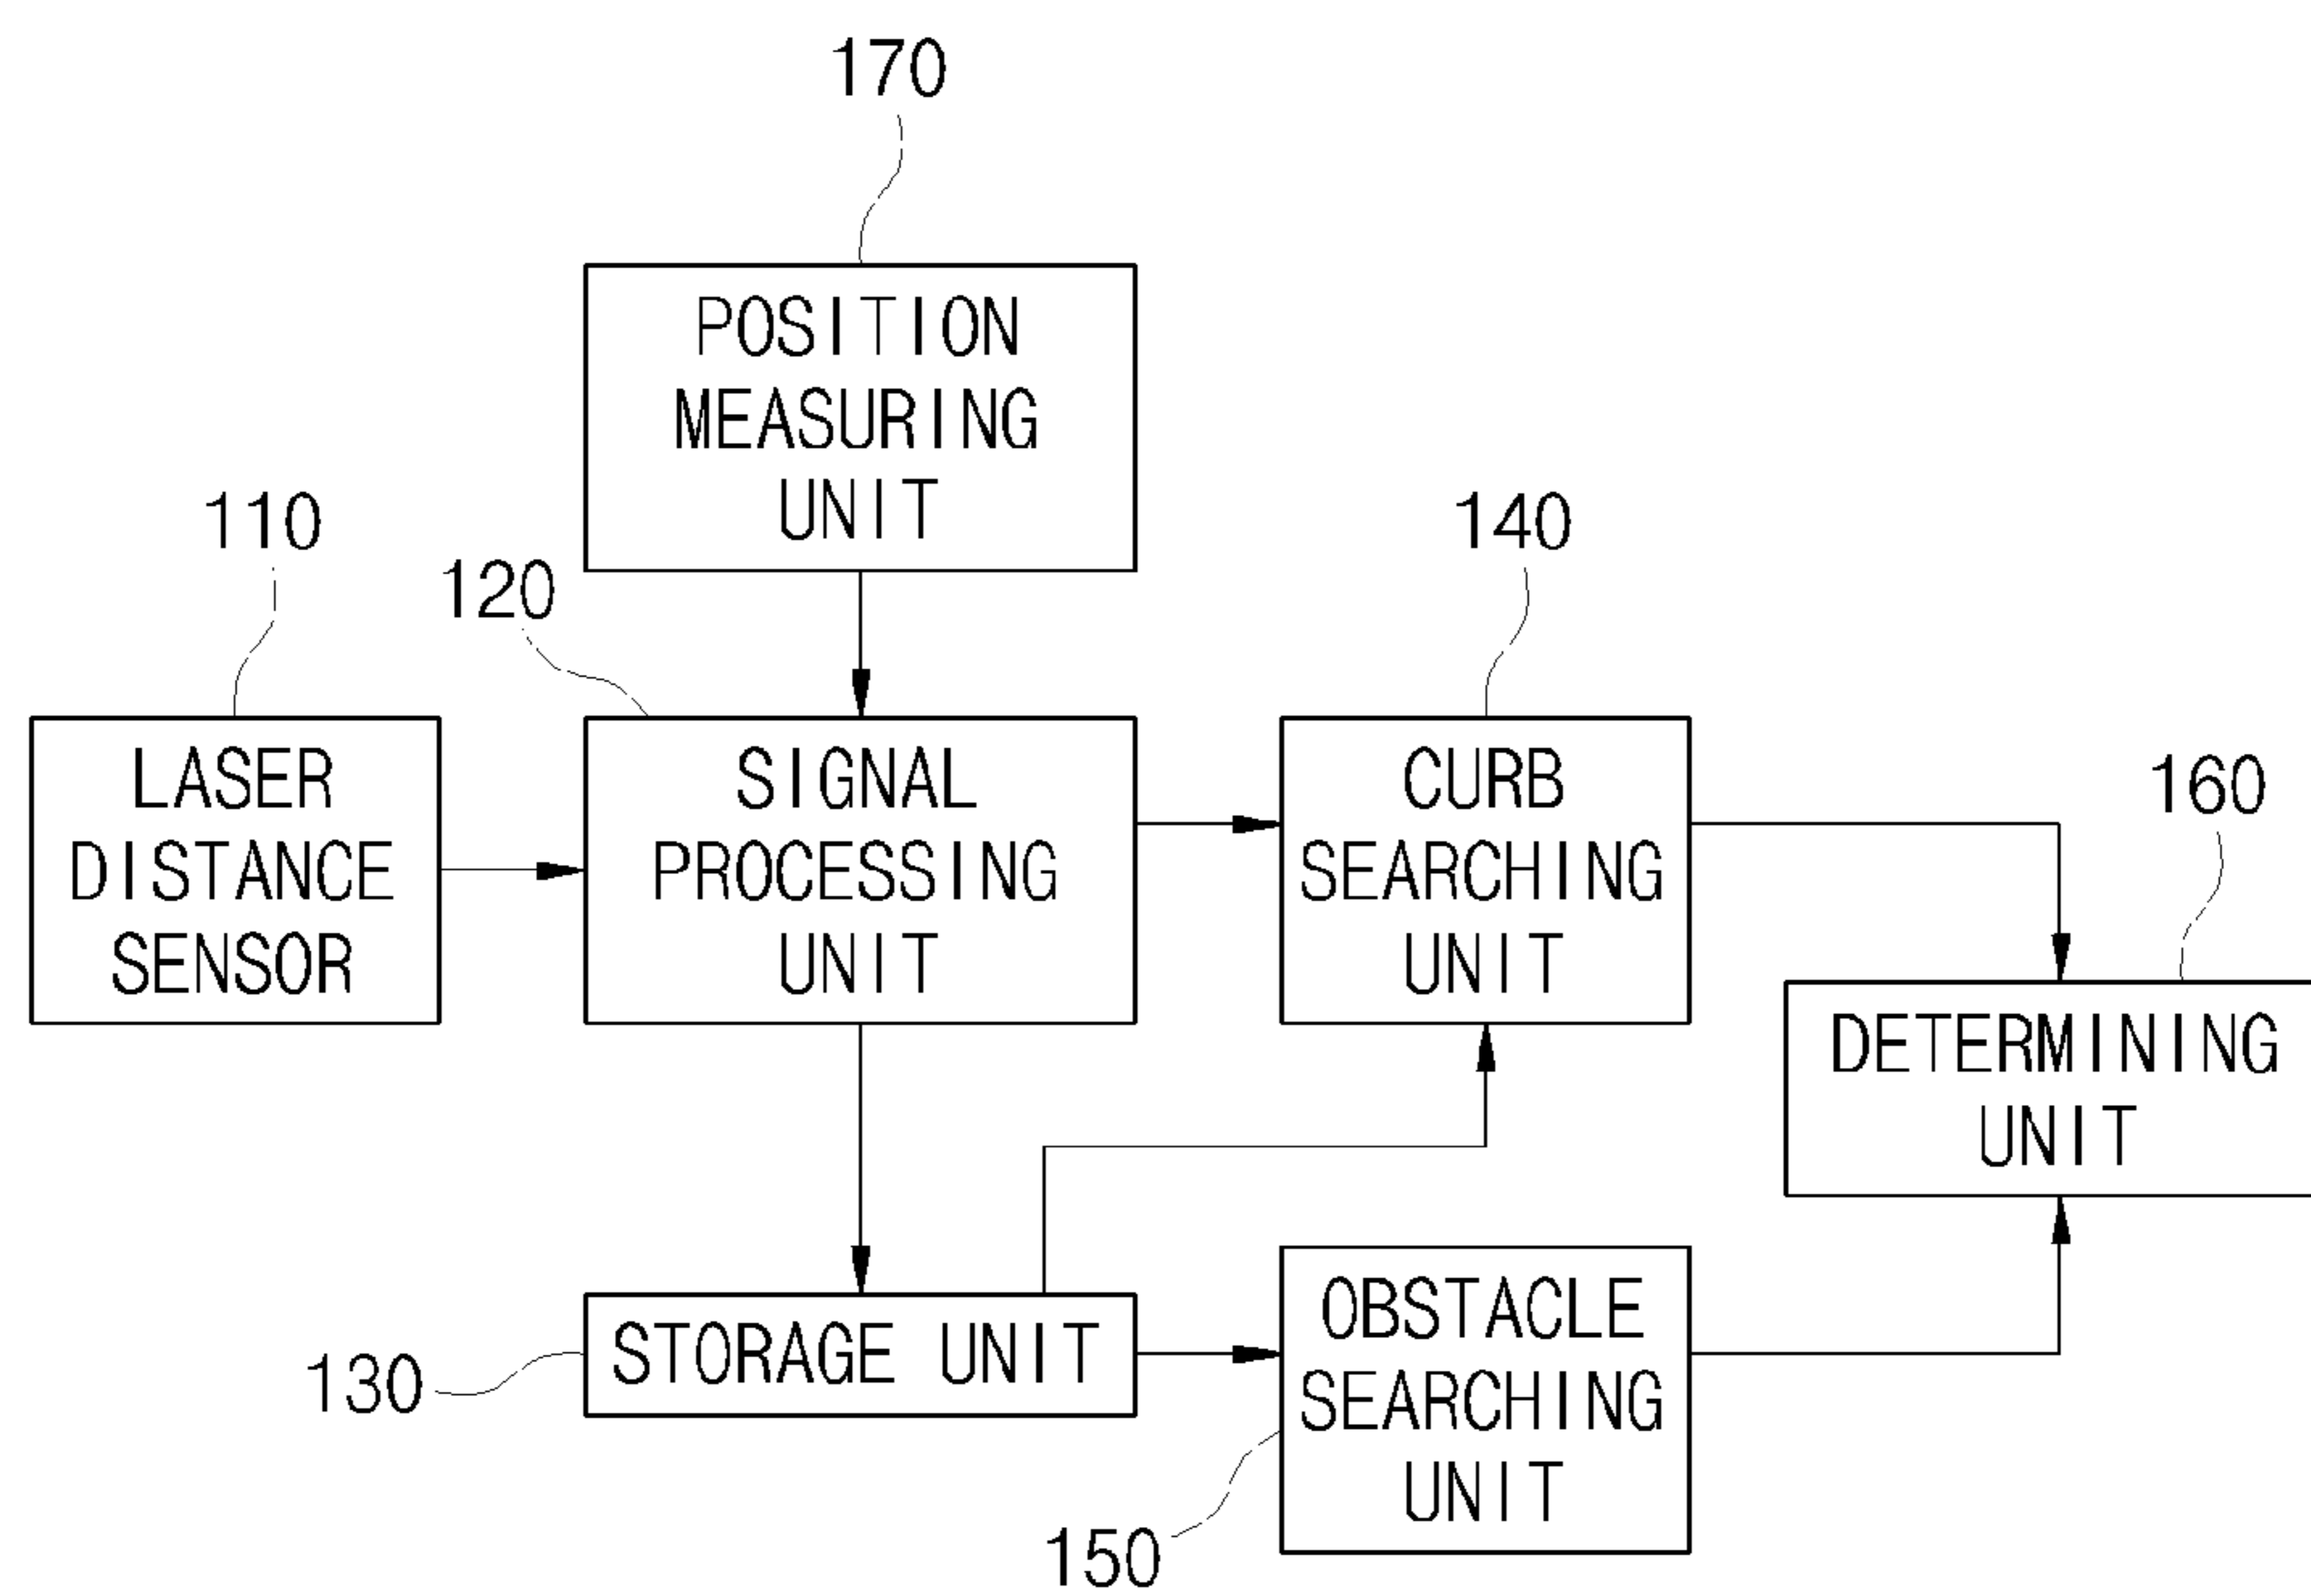 170
POSITION
MEASURING
UNIT
110
120
140
LASER
DISTANCE
SENSOR
SIGNAL
PROCESSING
UNIT
CURB
SEARCHING
UNIT
160
DETERMINING
UNIT
130
STORAGE UNIT
OBSTACLE
SEARCHING
UNIT
150